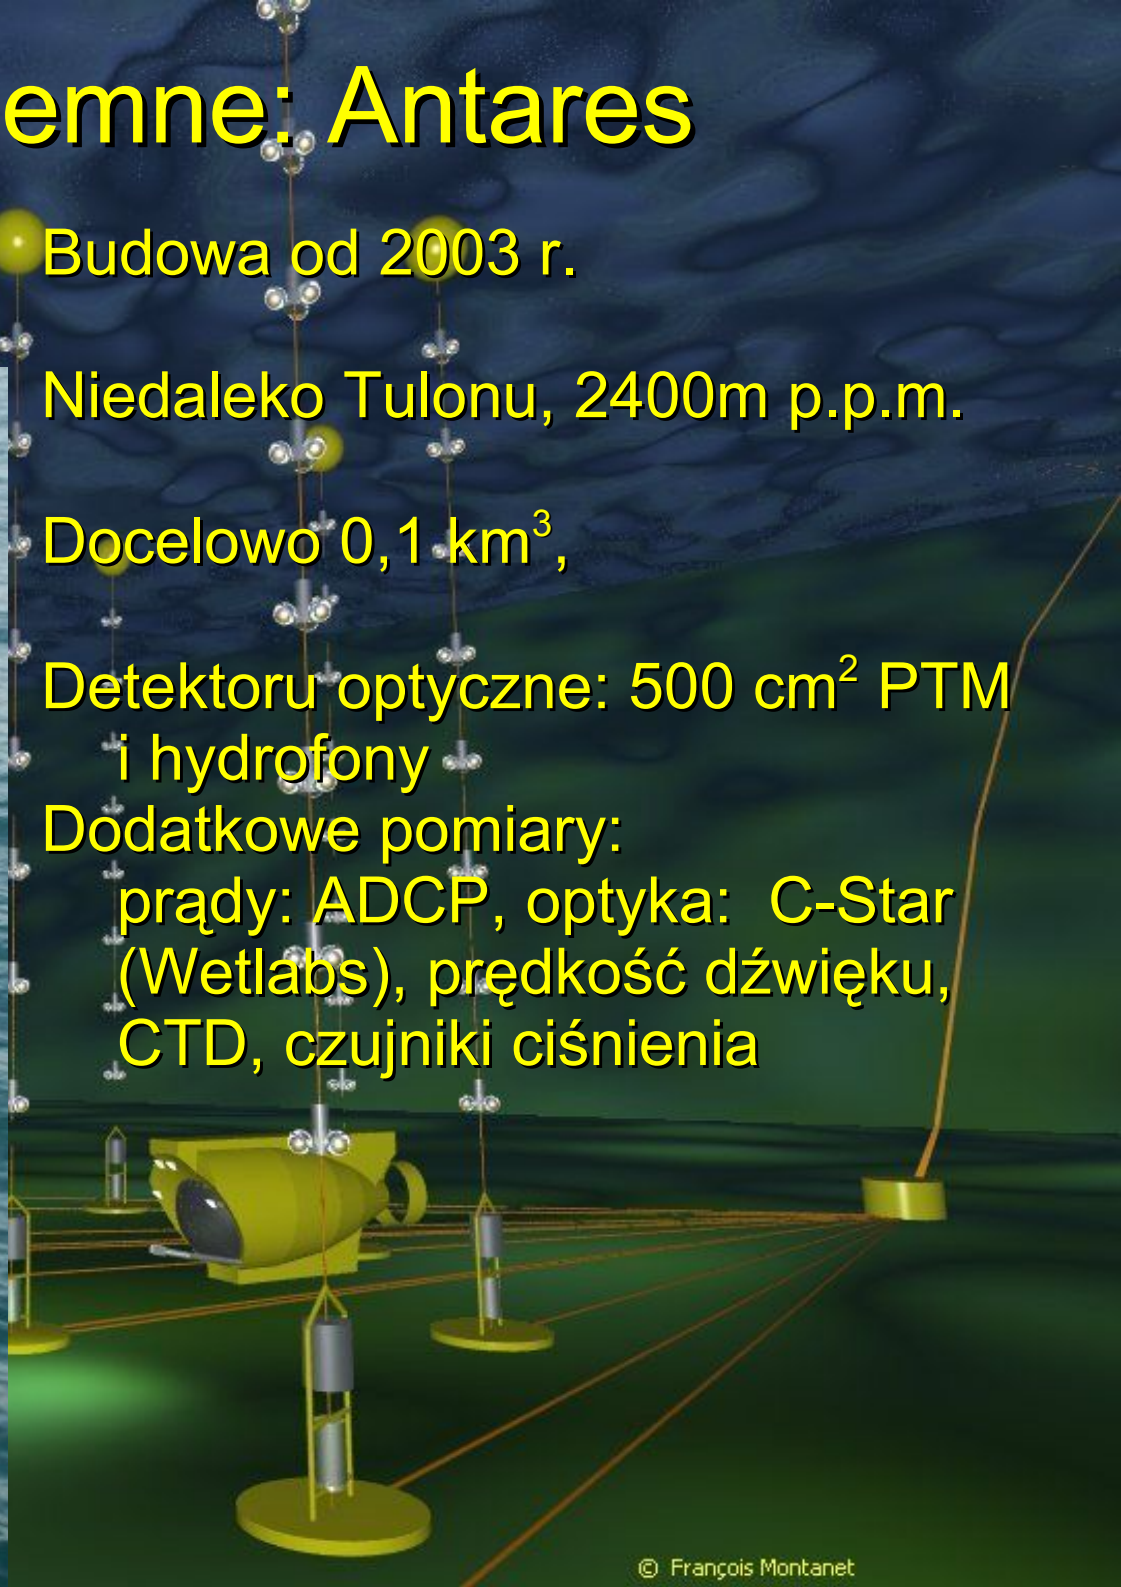 emne: Antares
Budowa od 2003 r.
Niedaleko Tulonu, 2400m p.p.m.
Docelowo 0,1 km³,
Detektoru optyczne: 500 cm² PTM
i hydrofony
Dodatkowe pomiary:
prądy: ADCP, optyka: C-Star
(Wetlabs), prędkość dźwięku,
CTD, czujniki ciśnienia
© François Montanet